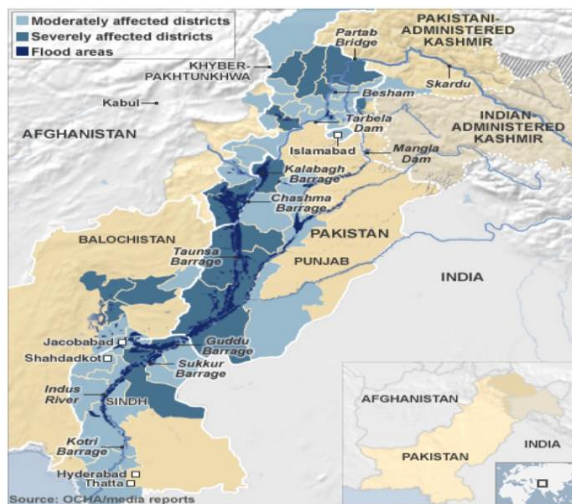 Moderately affected districts
Severely affected districts
Flood areas
Partab
Bridge
PAKISTANI-
ADMINISTERED
KASHMIR
KHYBER-
PAKHTUNKHWA
Skardu
Besham
Kabul
Tarbela
Dam
INDIAN
ADMINISTERED
KASHMIR
AFGHANISTAN
Islamabad
Mangla
Dam
Kalabagh
Barrage
Chashma
Barrage
BALOCHISTAN
PAKISTAN
Taunsa
Barrage
PUNJAB
INDIA
Jacobabad
Guddu
Barrage
Shahdadkot
Sukkur
Barrage
Indus
River
SINDH
AFGHANISTAN
Kotri
Barrage
PAKISTAN
INDIA
Hyderabad
Thatta
Source: OCHA/media reports